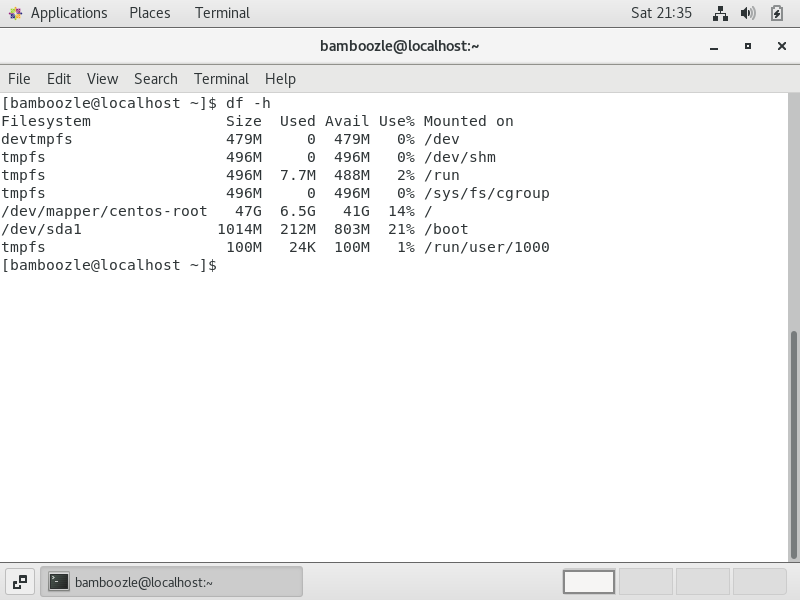 Applications Places Terminal Sat 21:35
bamboozle@localhost:~
File Edit View Search Terminal Help
[bamboozle@localhost ~]$ df -h
Filesystem               Size  Used Avail Use% Mounted on
devtmpfs                 479M     0  479M   0% /dev
tmpfs                    496M     0  496M   0% /dev/shm
tmpfs                    496M  7.7M  488M   2% /run
tmpfs                    496M     0  496M   0% /sys/fs/cgroup
/dev/mapper/centos-root   47G  6.5G   41G  14% /
/dev/sda1               1014M  212M  803M  21% /boot
tmpfs                    100M   24K  100M   1% /run/user/1000
[bamboozle@localhost ~]$
bamboozle@localhost:~